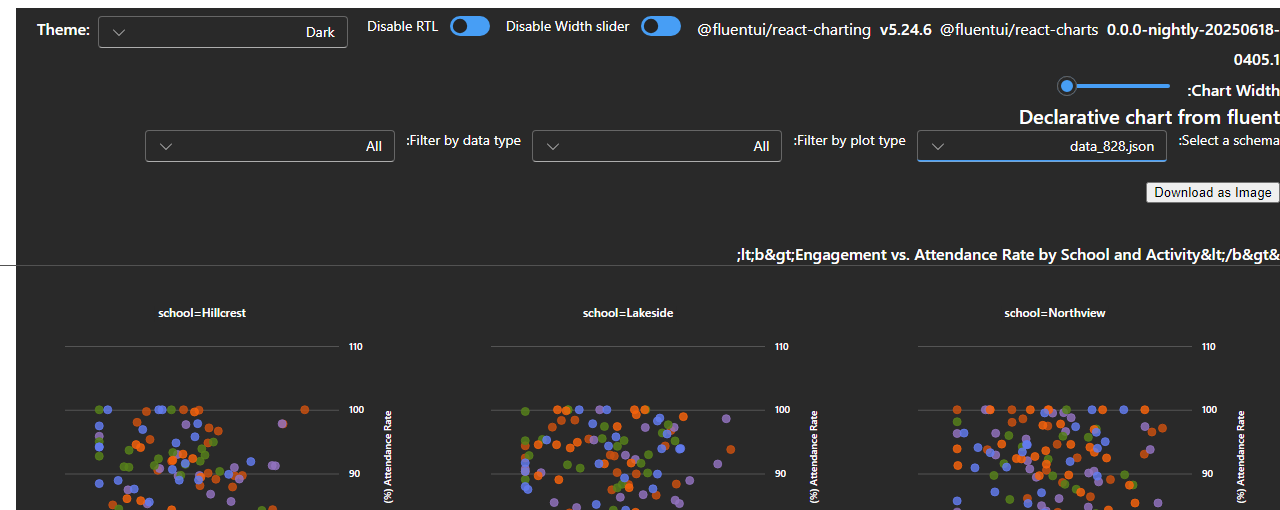 Theme:
Dark
Disable RTL
Disable Width slider
@fluentui/react-charting v5.24.6 @fluentui/react-charts 0.0.0-nightly-20250618-
0405.1
:Chart Width
Declarative chart from fluent
:Select a schema
data_828.json
:Filter by plot type
All
:Filter by data type
All
Download as Image
;lt;b&gt;Engagement vs. Attendance Rate by School and Activity&lt;/b&gt&
school=Hillcrest
school=Lakeside
school=Northview
110
110
110
100
100
100
90
90
90
(%) Attendance Rate
(%) Attendance Rate
(%) Attendance Rate